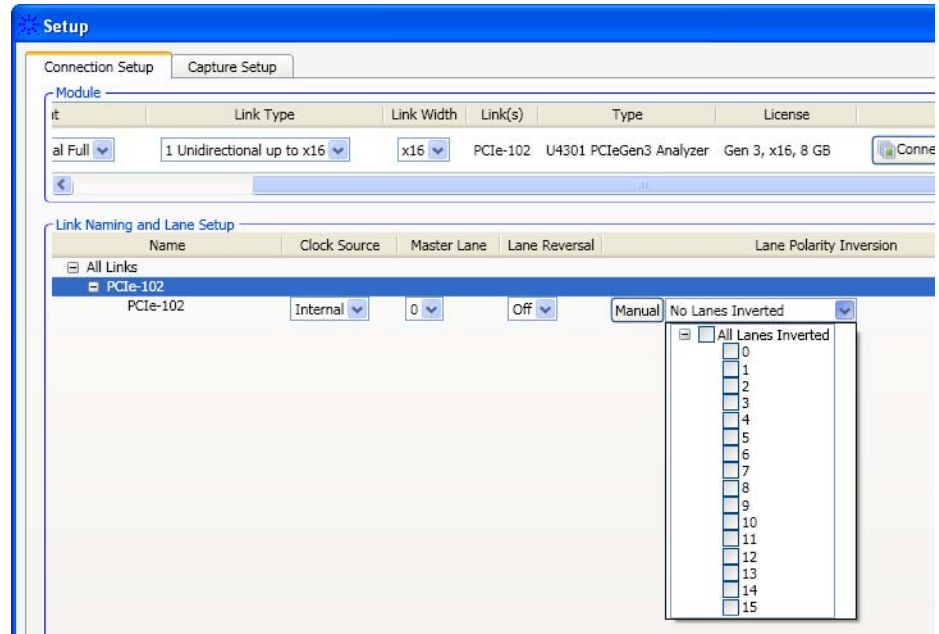 Setup
Connection Setup Capture Setup
Module
Link Type Link Width Link(s) Type License
al Full 1 Unidirectional up to x16 x16 PCIe-102 U4301 PCIeGen3 Analyzer Gen 3, x16, 8 GB Conne
Link Naming and Lane Setup
Name Clock Source Master Lane Lane Reversal Lane Polarity Inversion
All Links
PCIe-102
PCIe-102 Internal 0 Off Manual No Lanes Inverted
All Lanes Inverted
0
1
2
3
4
5
6
7
8
9
10
11
12
13
14
15